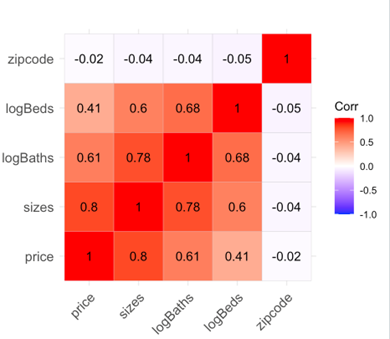 zipcode -0.02 -0.04 -0.04 -0.05 1
logBeds 0.41 0.6 0.68 1 -0.05
logBaths 0.61 0.78 1 0.68 -0.04
sizes 0.8 1 0.78 0.6 -0.04
price 1 0.8 0.61 0.41 -0.02
price sizes logBaths logBeds zipcode
Corr
1.0
0.5
0.0
-0.5
-1.0